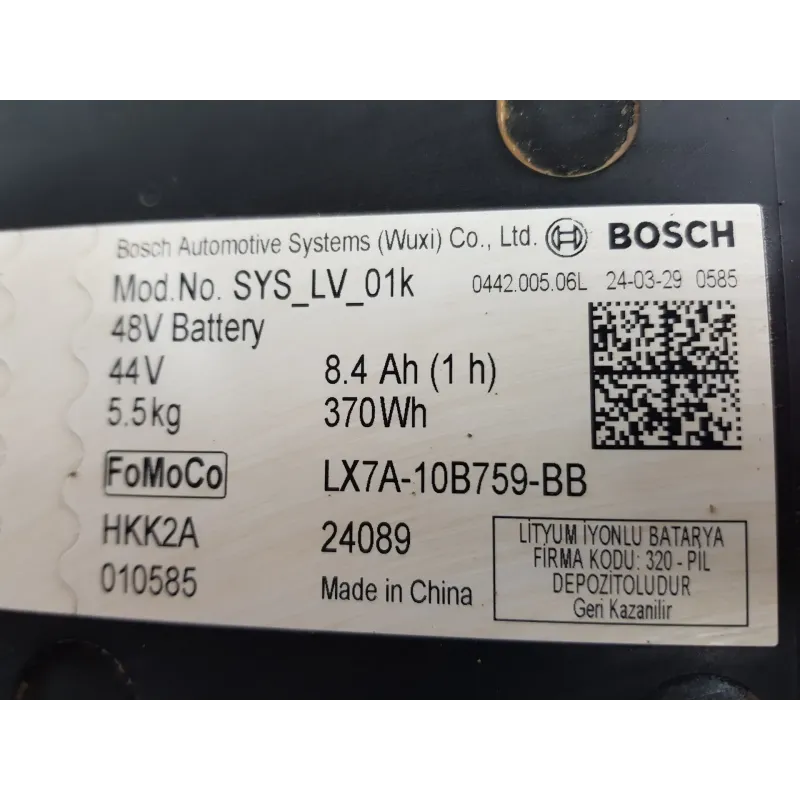 Bosch Automotive Systems (Wuxi) Co., Ltd. BOSCH
Mod.No. SYS_LV_01k 0442.005.06L 24-03-29 0585
48V Battery
44V 8.4 Ah (1 h)
5.5kg 370Wh
FoMoCo LX7A-10B759-BB
HKK2A 24089
010585 Made in China
LİTYUM İYONLU BATARYA
FİRMA KODU: 320 - PIL
DEPOZİTOLUDUR
Geri Kazanilir